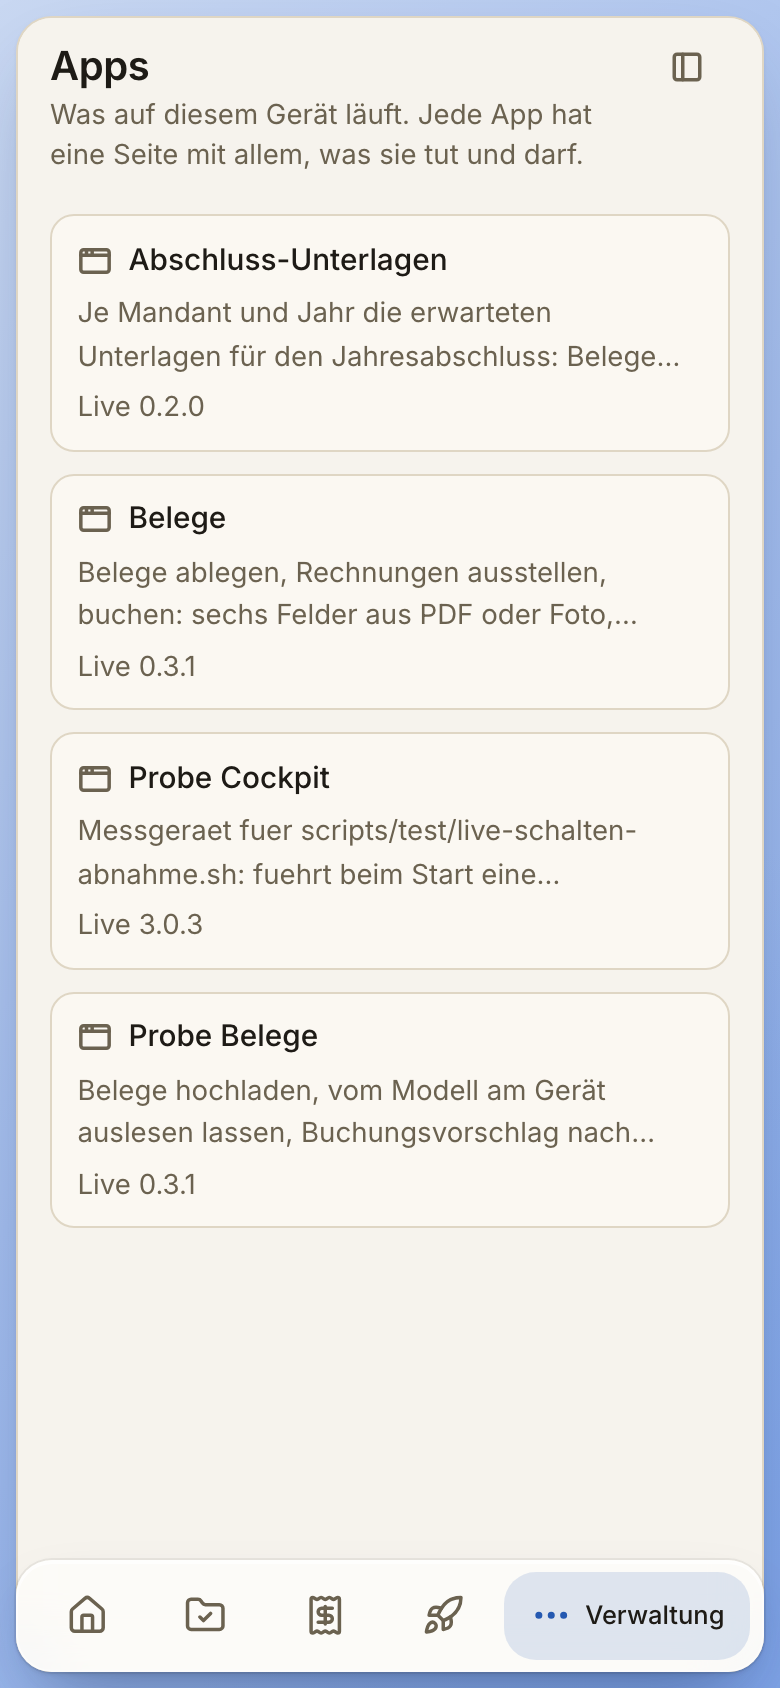 Apps
Was auf diesem Gerät läuft. Jede App hat
eine Seite mit allem, was sie tut und darf.
Abschluss-Unterlagen
Je Mandant und Jahr die erwarteten
Unterlagen für den Jahresabschluss: Belege...
Live 0.2.0
Belege
Belege ablegen, Rechnungen ausstellen,
buchen: sechs Felder aus PDF oder Foto,...
Live 0.3.1
Probe Cockpit
Messgeraet fuer scripts/test/live-schalten-
abnahme.sh: fuehrt beim Start eine...
Live 3.0.3
Probe Belege
Belege hochladen, vom Modell am Gerät
auslesen lassen, Buchungsvorschlag nach...
Live 0.3.1
Verwaltung